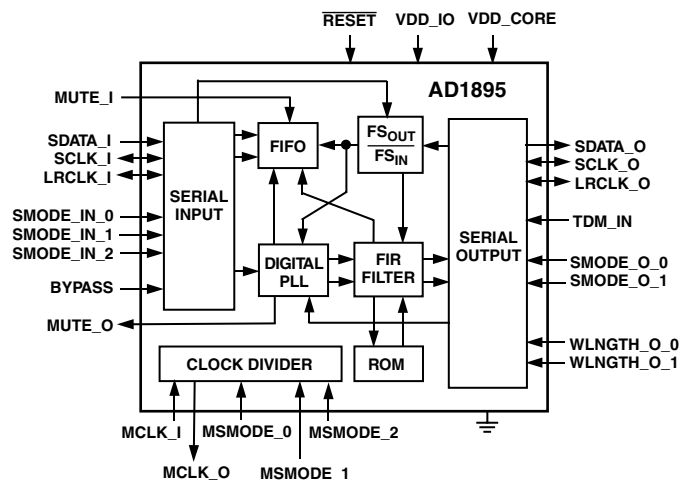 RESET VDD_IO VDD_CORE
AD1895
MUTE_I
SDATA_I
SCLK_I
LRCLK_I
SMODE_IN_0
SMODE_IN_1
SMODE_IN_2
BYPASS
MUTE_O
SERIAL
INPUT
FIFO
FSOUT
FSIN
DIGITAL
PLL
FIR
FILTER
ROM
SERIAL
OUTPUT
CLOCK DIVIDER
SDATA_O
SCLK_O
LRCLK_O
TDM_IN
SMODE_O_0
SMODE_O_1
WLNGTH_O_0
WLNGTH_O_1
MCLK_I MSMODE_0 MSMODE_2
MCLK_O MSMODE_1